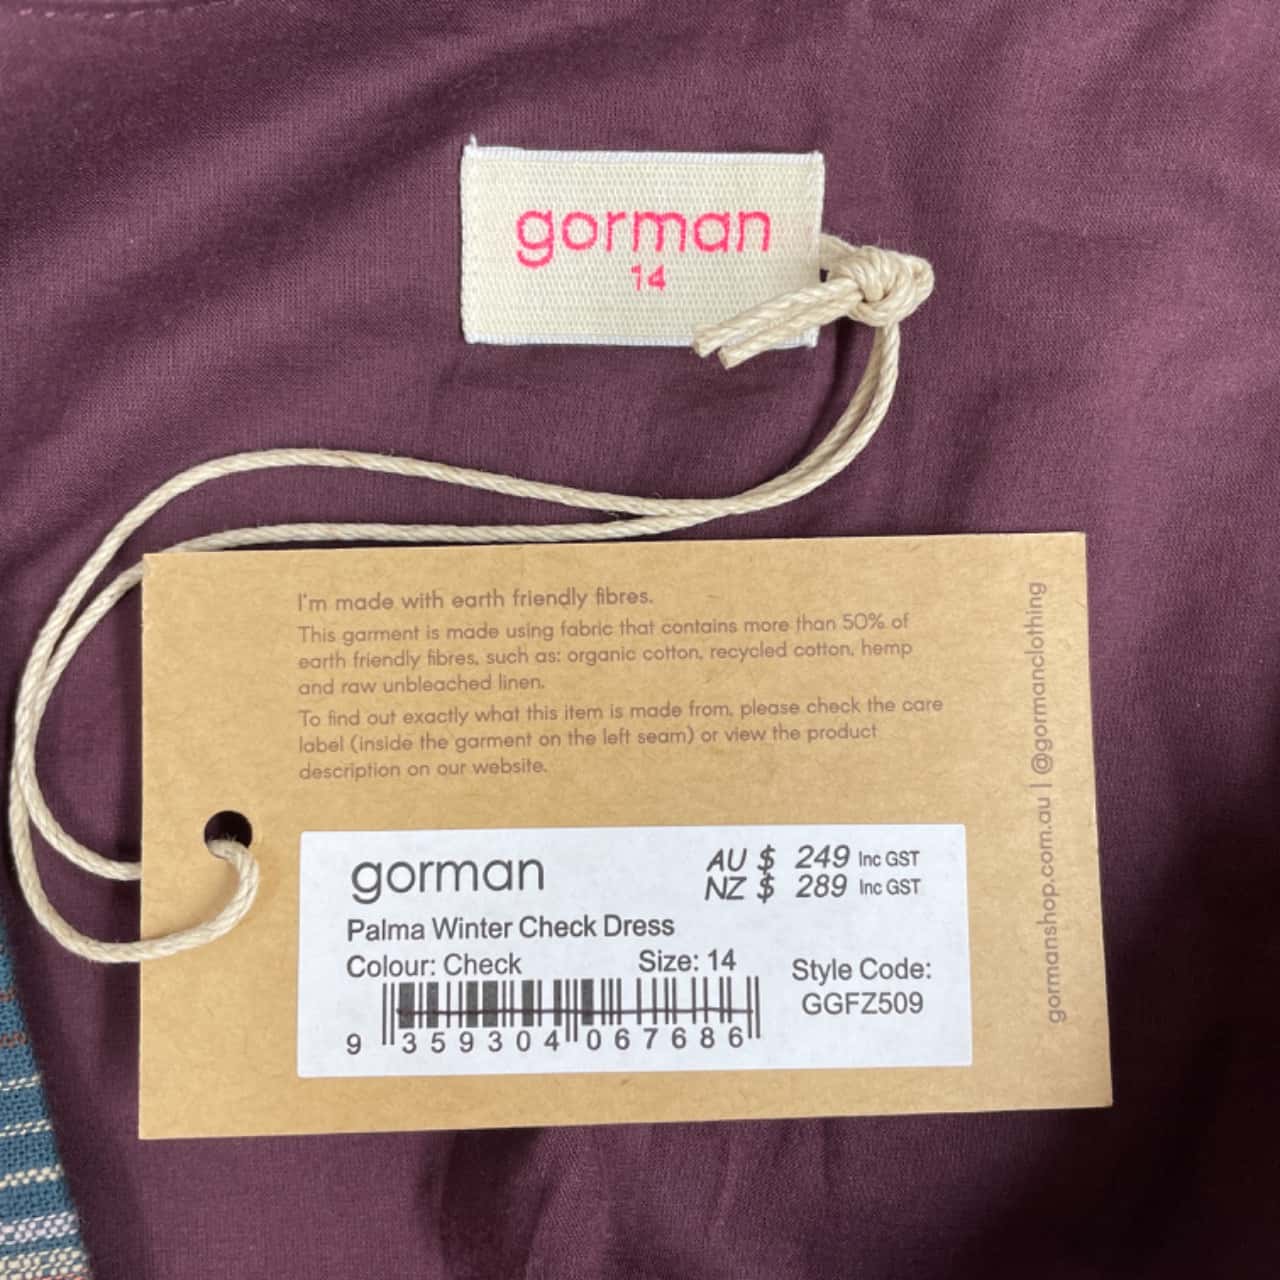 gorman
14
I'm made with earth friendly fibres.
This garment is made using fabric that contains more than 50% of
earth friendly fibres, such as: organic cotton, recycled cotton, hemp
and raw unbleached linen.
To find out exactly what this item is made from, please check the care
label (inside the garment on the left seam) or view the product
description on our website.
gormanshop.com.au | @gormanclothing
gorman
AU $ 249 Inc GST
NZ $ 289 Inc GST
Palma Winter Check Dress
Colour: Check
Size: 14
Style Code:
GGFZ509
9 359304 067686